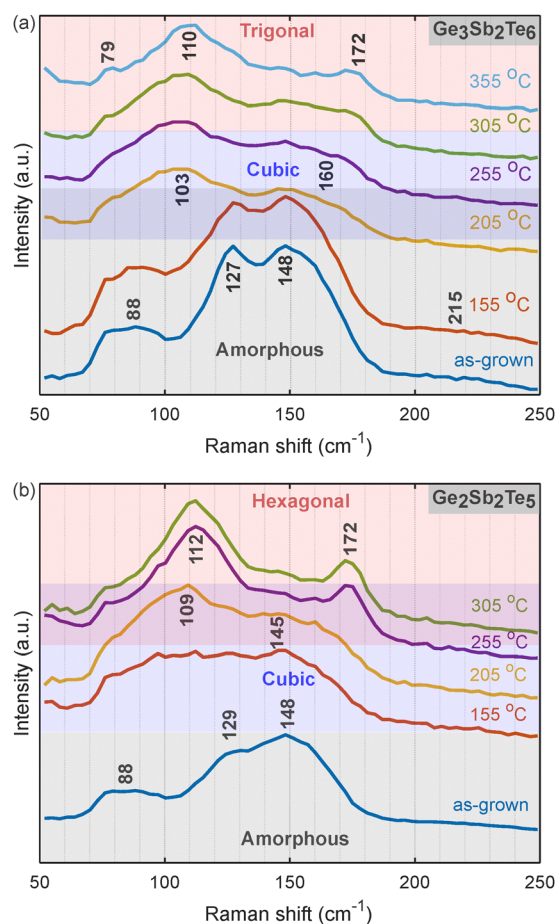 (a)
Trigonal
Ge3Sb2Te6
79
110
172
355 °C
305 °C
255 °C
Cubic
160
103
205 °C
127
148
88
215
155 °C
Amorphous
as-grown
Intensity (a.u.)
50 100 150 200 250
Raman shift (cm⁻¹)
(b)
Hexagonal
Ge2Sb2Te5
172
112
305 °C
255 °C
109
145
205 °C
Cubic
155 °C
129
148
88
as-grown
Amorphous
Intensity (a.u.)
50 100 150 200 250
Raman shift (cm⁻¹)